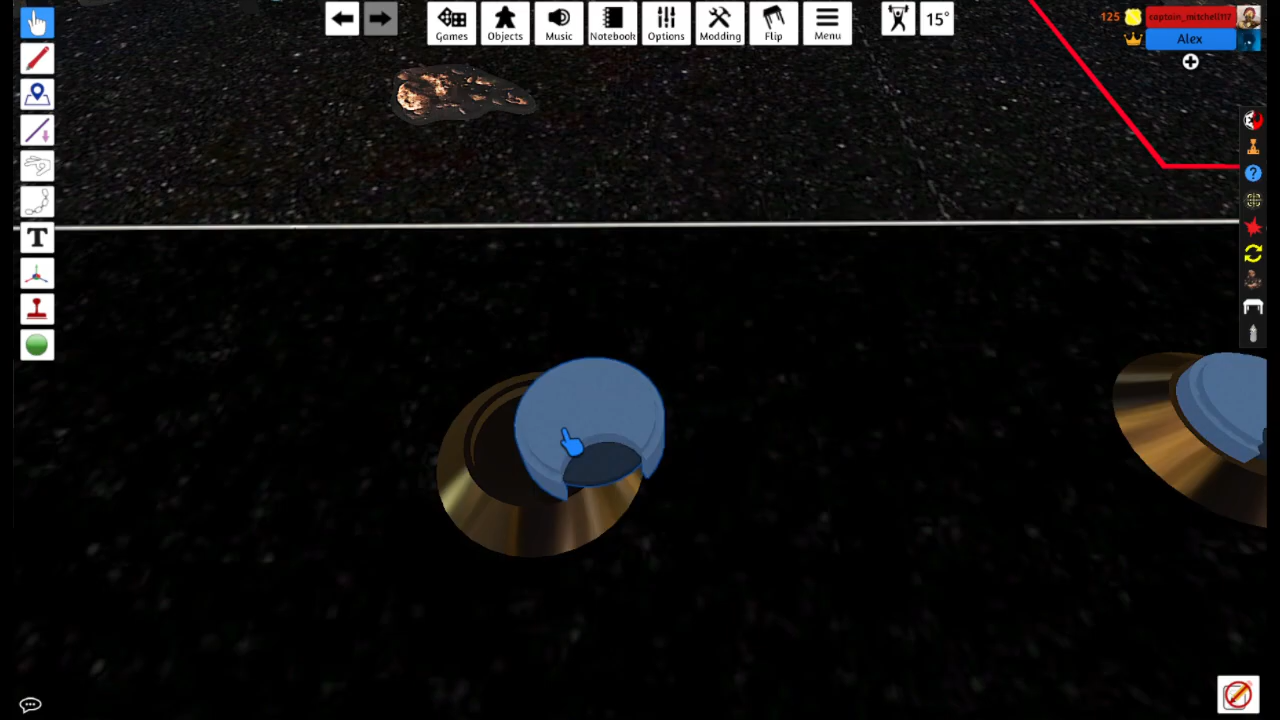 Games Objects Music Notebook Options Modding Flip Menu 15°
125 captain_mitchell117
Alex
T
?